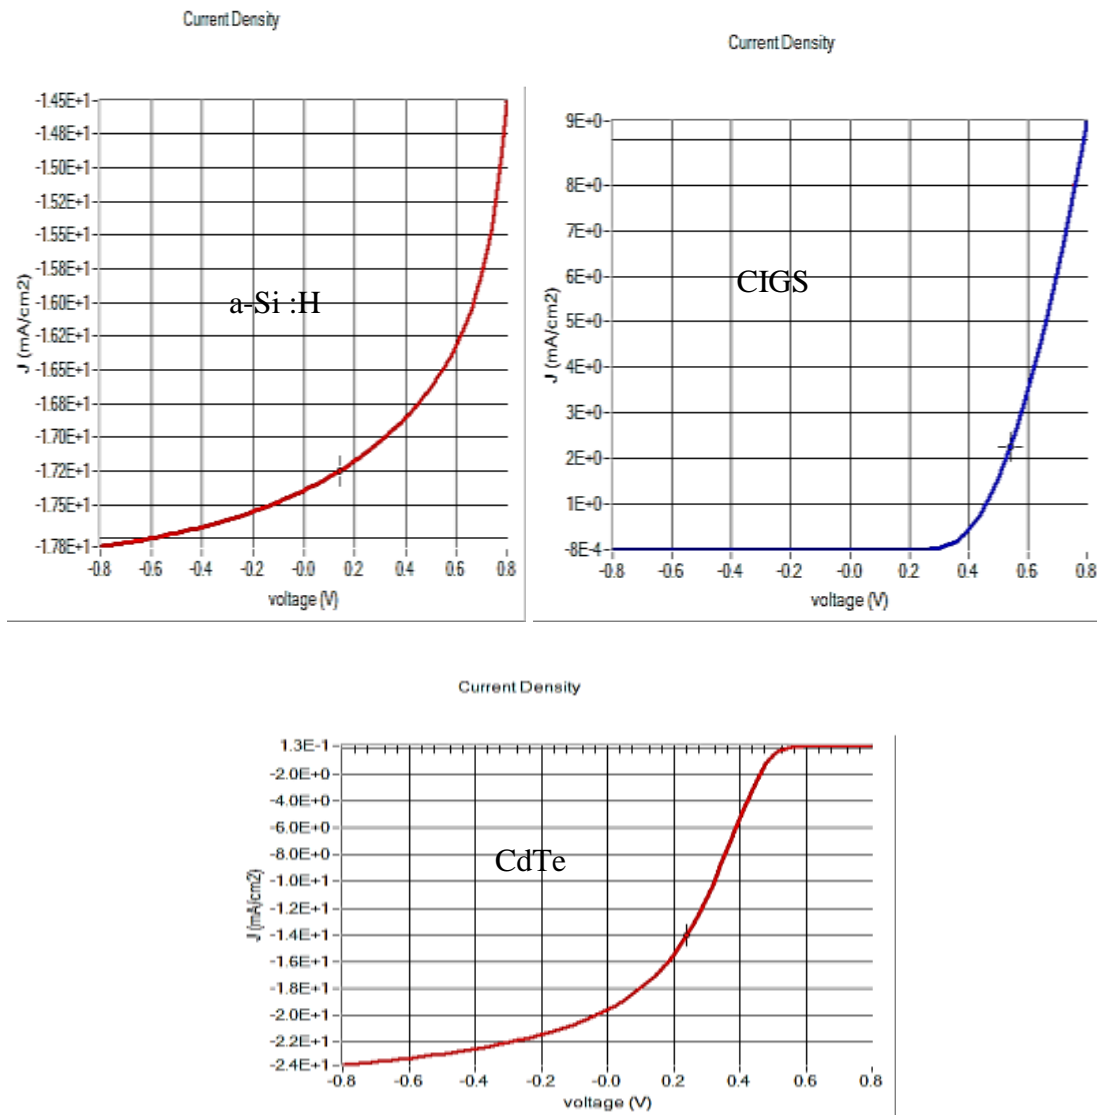 Current Density
-1.45E+1
-1.48E+1
-1.50E+1
-1.52E+1
-1.55E+1
-1.58E+1
-1.60E+1
-1.62E+1
-1.65E+1
-1.68E+1
-1.70E+1
-1.72E+1
-1.75E+1
-1.78E+1
J (mA/cm2)
a-Si :H
-0.8 -0.6 -0.4 -0.2 0.0 0.2 0.4 0.6 0.8
voltage (V)
Current Density
9E+0
8E+0
7E+0
6E+0
5E+0
4E+0
3E+0
2E+0
1E+0
-8E-4
J (mA/cm2)
CIGS
-0.8 -0.6 -0.4 -0.2 -0.0 0.2 0.4 0.6 0.8
voltage (V)
Current Density
1.3E-1
-2.0E+0
-4.0E+0
-6.0E+0
-8.0E+0
-1.0E+1
-1.2E+1
-1.4E+1
-1.6E+1
-1.8E+1
-2.0E+1
-2.2E+1
-2.4E+1
J (mA/cm2)
CdTe
-0.8 -0.6 -0.4 -0.2 -0.0 0.2 0.4 0.6 0.8
voltage (V)